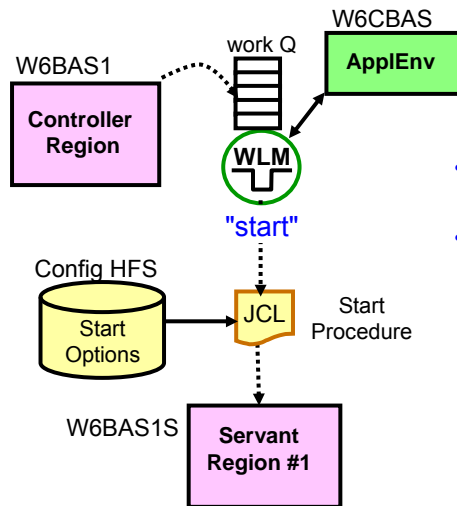 W6CBAS
work Q
W6BAS1
ApplEnv
Controller
Region
WLM
"start"
Config HFS
Start
Options
JCL
Start
Procedure
W6BAS1S
Servant
Region #1